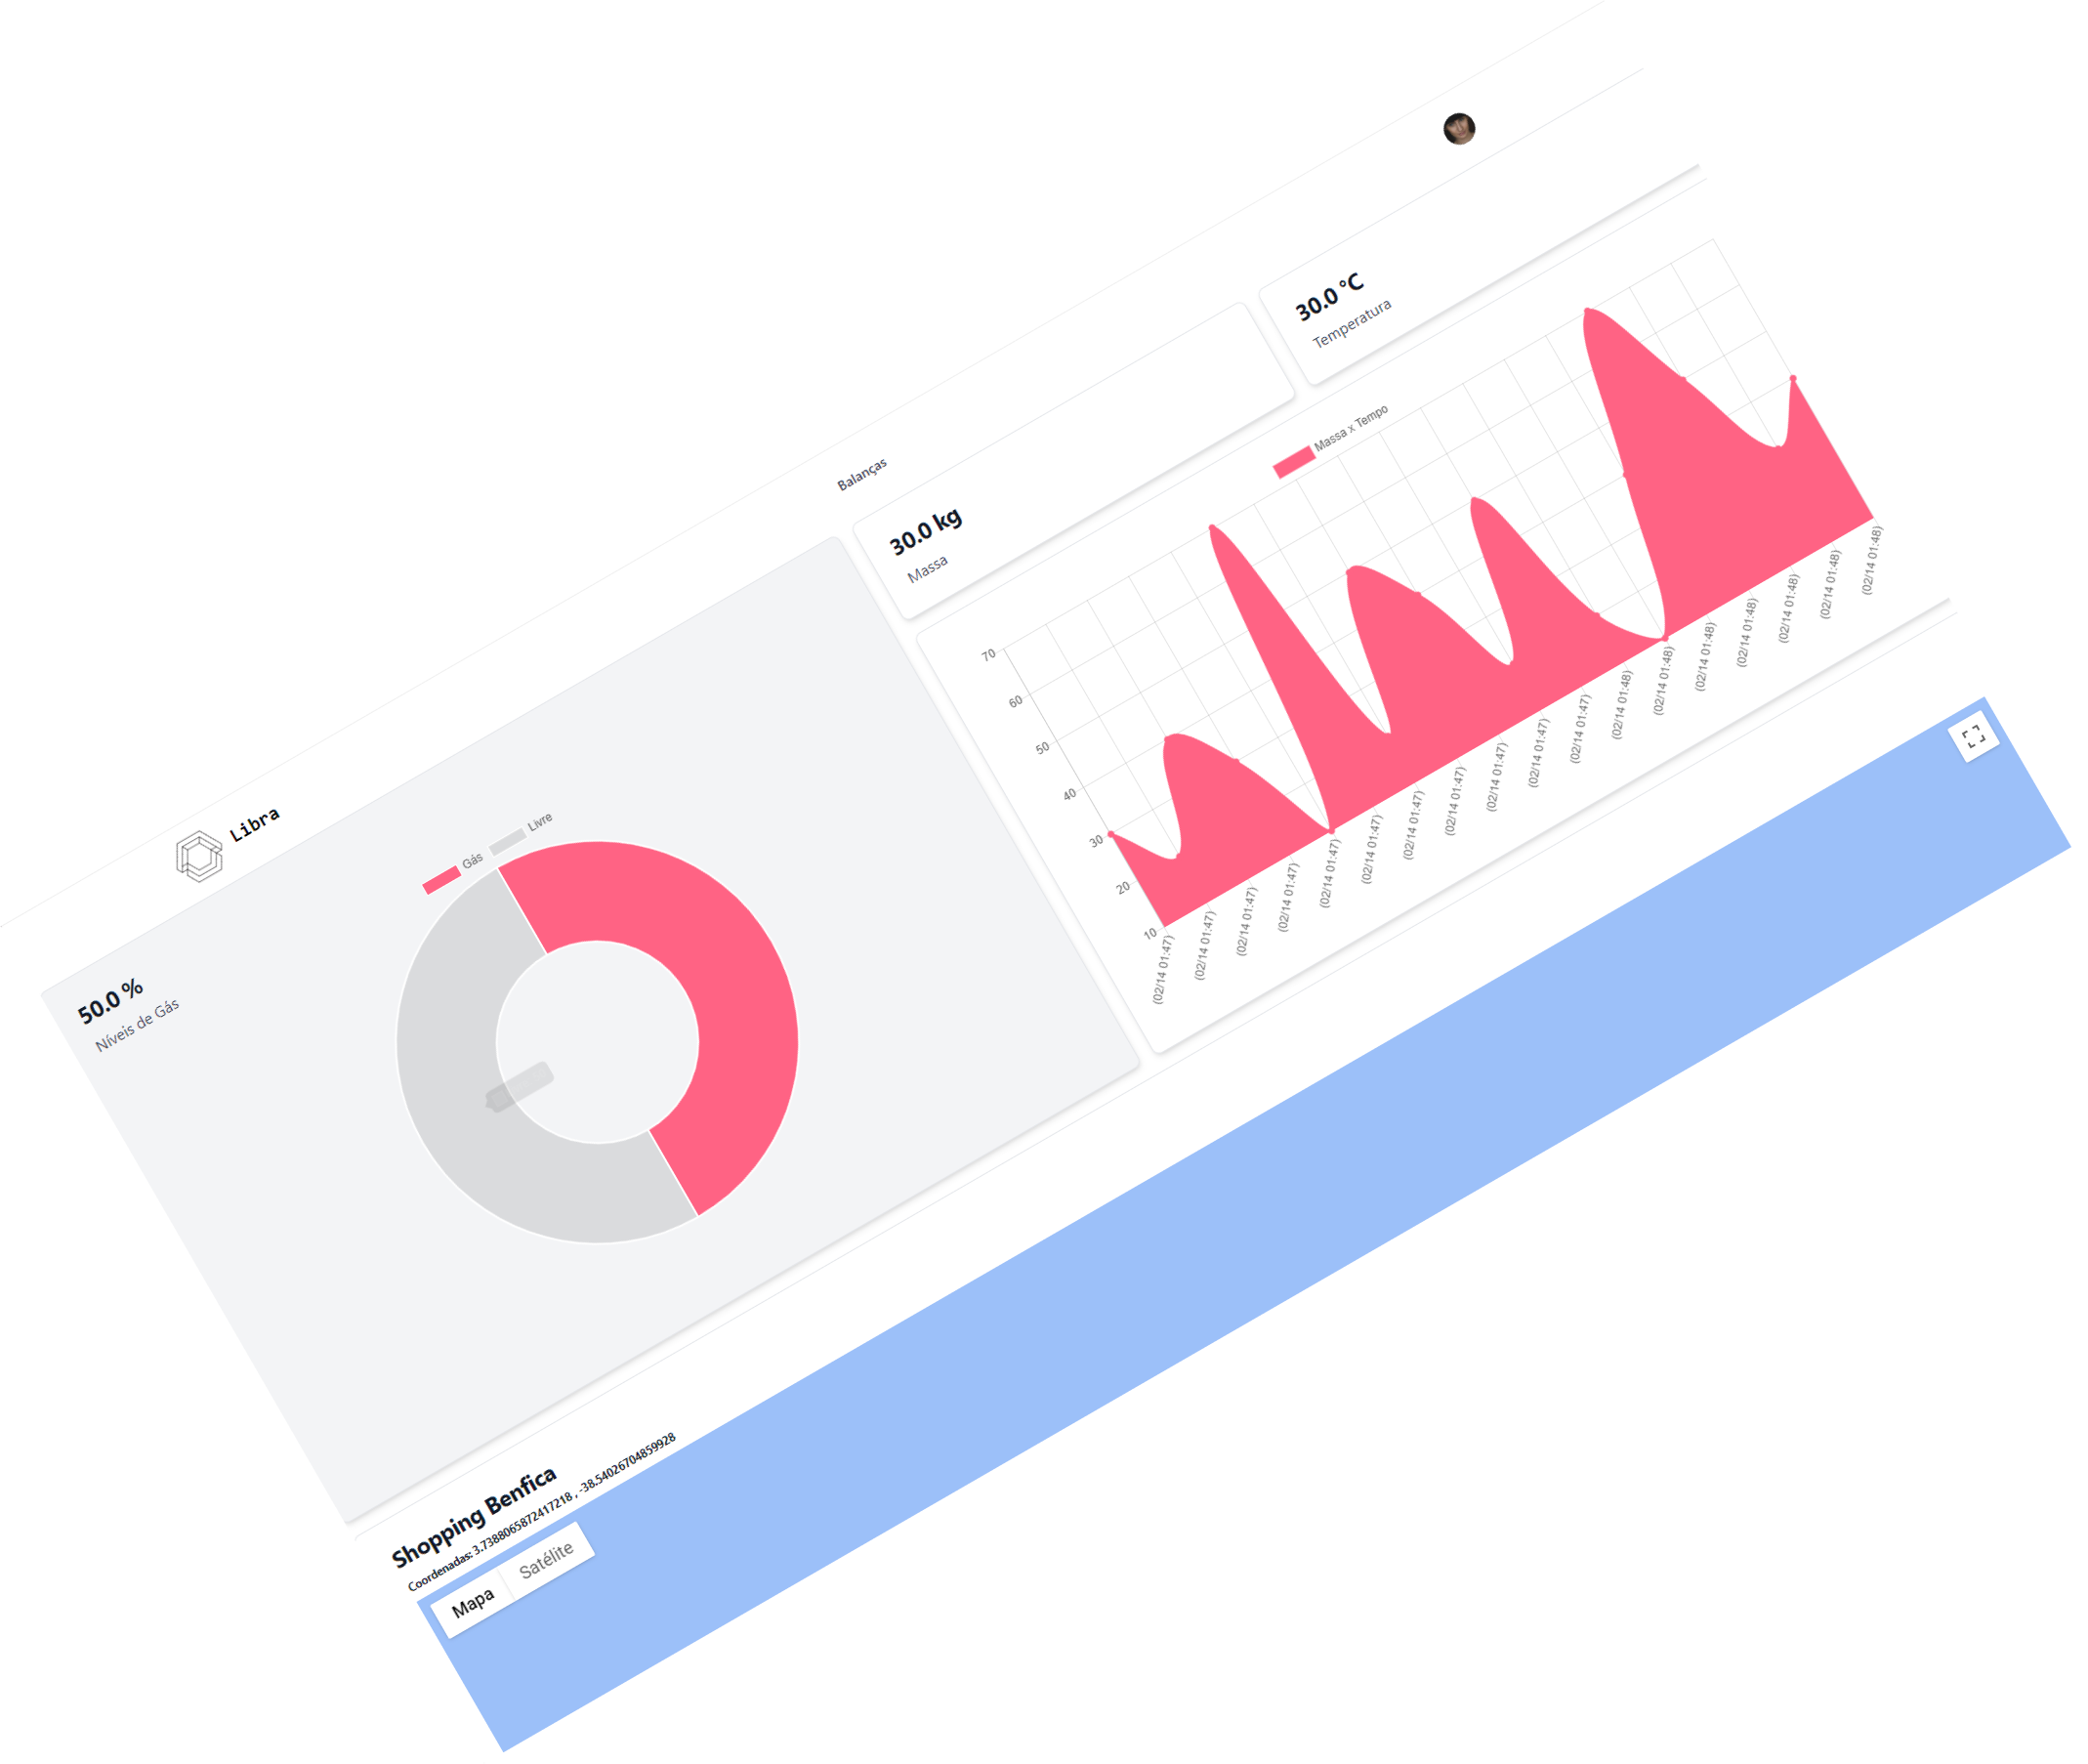 Libra
Balanças
50.0 %
Níveis de Gás
Gás
Livre
30.0 kg
Massa
30.0 °C
Temperatura
Massa x Tempo
70
60
50
40
30
20
10
(02/14 01:47)
(02/14 01:47)
(02/14 01:47)
(02/14 01:47)
(02/14 01:47)
(02/14 01:47)
(02/14 01:47)
(02/14 01:47)
(02/14 01:47)
(02/14 01:47)
(02/14 01:47)
(02/14 01:48)
(02/14 01:48)
(02/14 01:48)
(02/14 01:48)
(02/14 01:48)
(02/14 01:48)
(02/14 01:48)
Shopping Benfica
Coordenadas: 3.7388065872417218 , -38.54026704859928
Mapa
Satélite